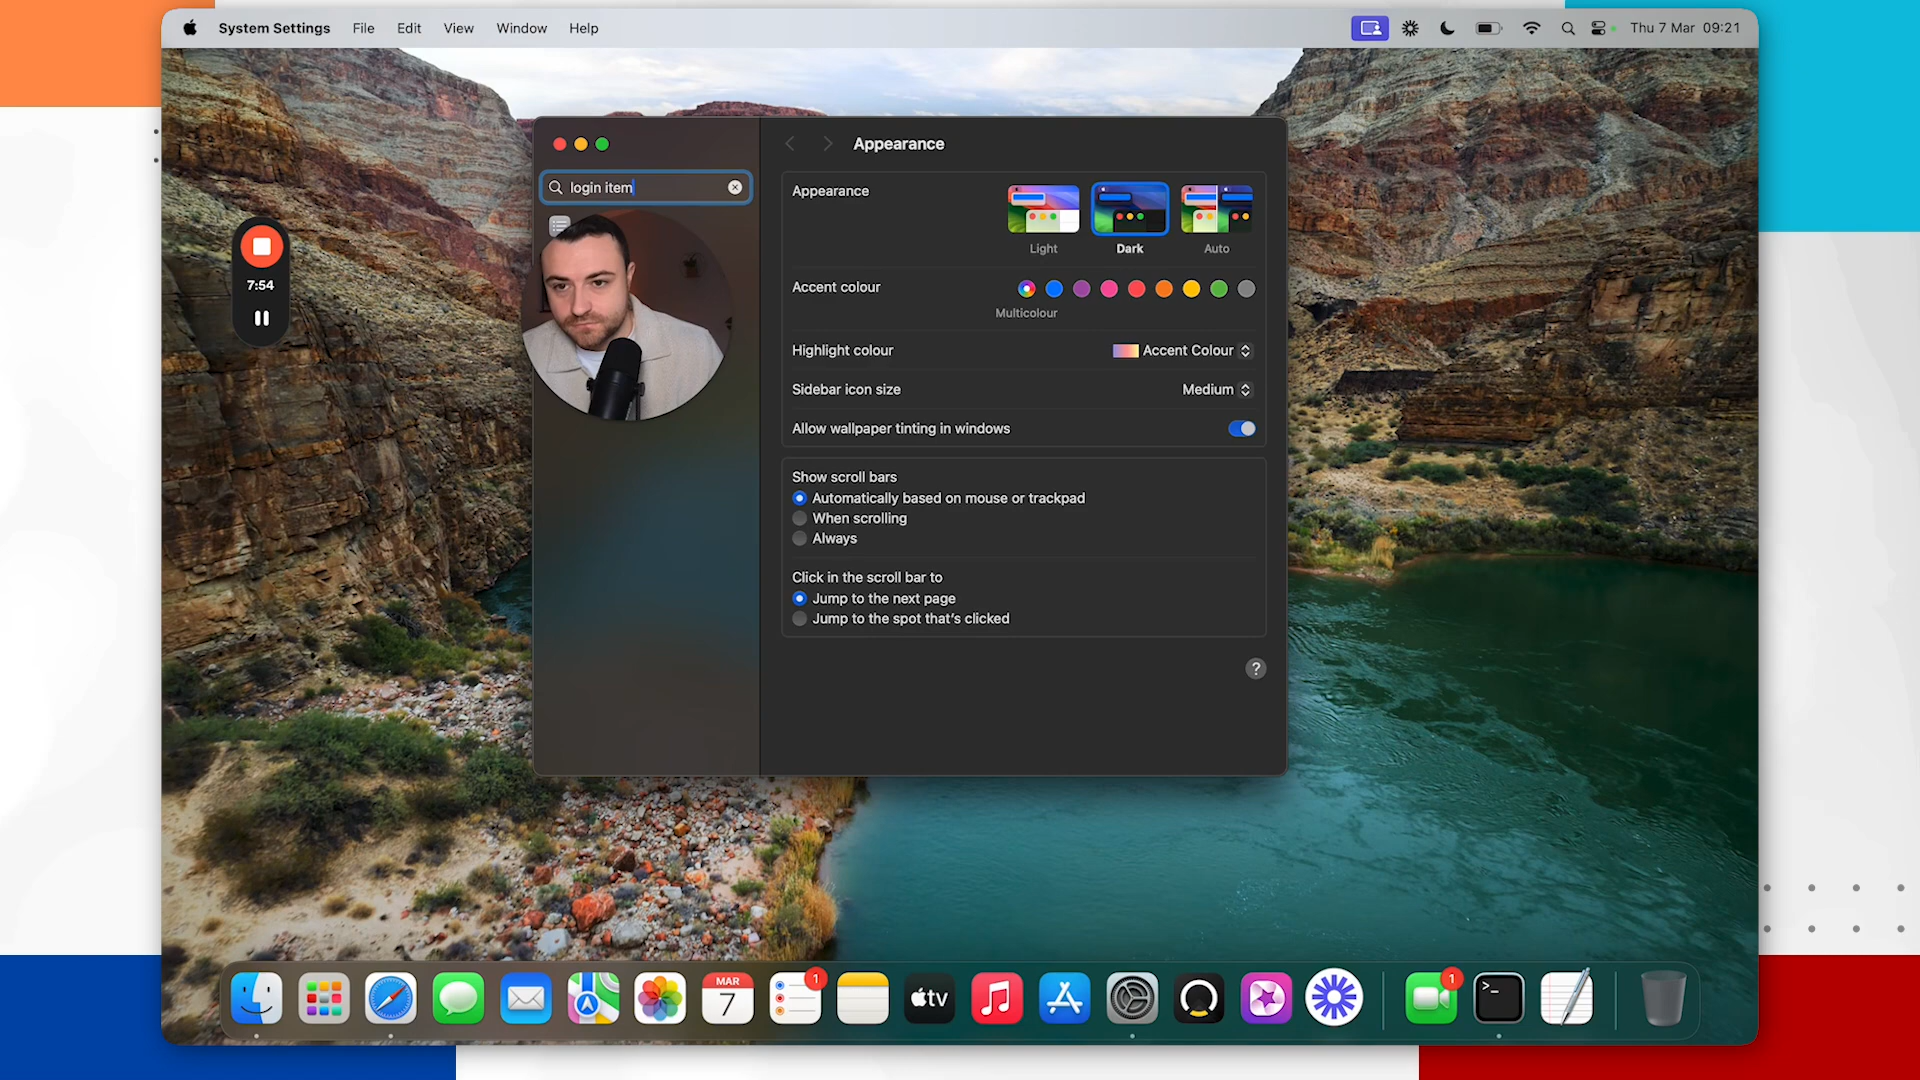 System Settings File Edit View Window Help Thu 7 Mar 09:21
login item
Appearance
Appearance
Light Dark Auto
Accent colour
Multicolour
Highlight colour Accent Colour
Sidebar icon size Medium
Allow wallpaper tinting in windows
Show scroll bars
Automatically based on mouse or trackpad
When scrolling
Always
Click in the scroll bar to
Jump to the next page
Jump to the spot that's clicked
?
7:54
MAR
7
1
tv
1
>_